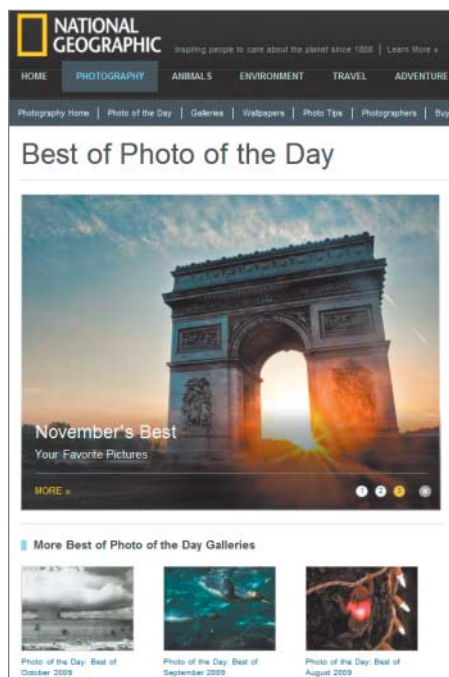 NATIONAL
GEOGRAPHIC
Inspiring people to care about the planet since 1888 | Learn More »
HOME PHOTOGRAPHY ANIMALS ENVIRONMENT TRAVEL ADVENTURE
Photography Home | Photo of the Day | Galleries | Wallpapers | Photo Tips | Photographers | Buy
Best of Photo of the Day
November's Best
Your Favorite Pictures
MORE »
1 2 3
More Best of Photo of the Day Galleries
Photo of the Day: Best of
October 2009
Photo of the Day: Best of
September 2009
Photo of the Day: Best of
August 2009